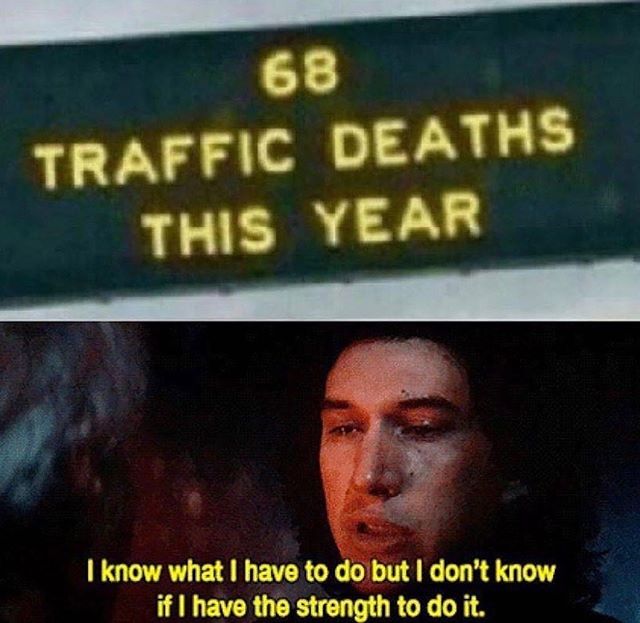 68
TRAFFIC DEATHS
THIS YEAR
I know what I have to do but I don't know
if I have the strength to do it.